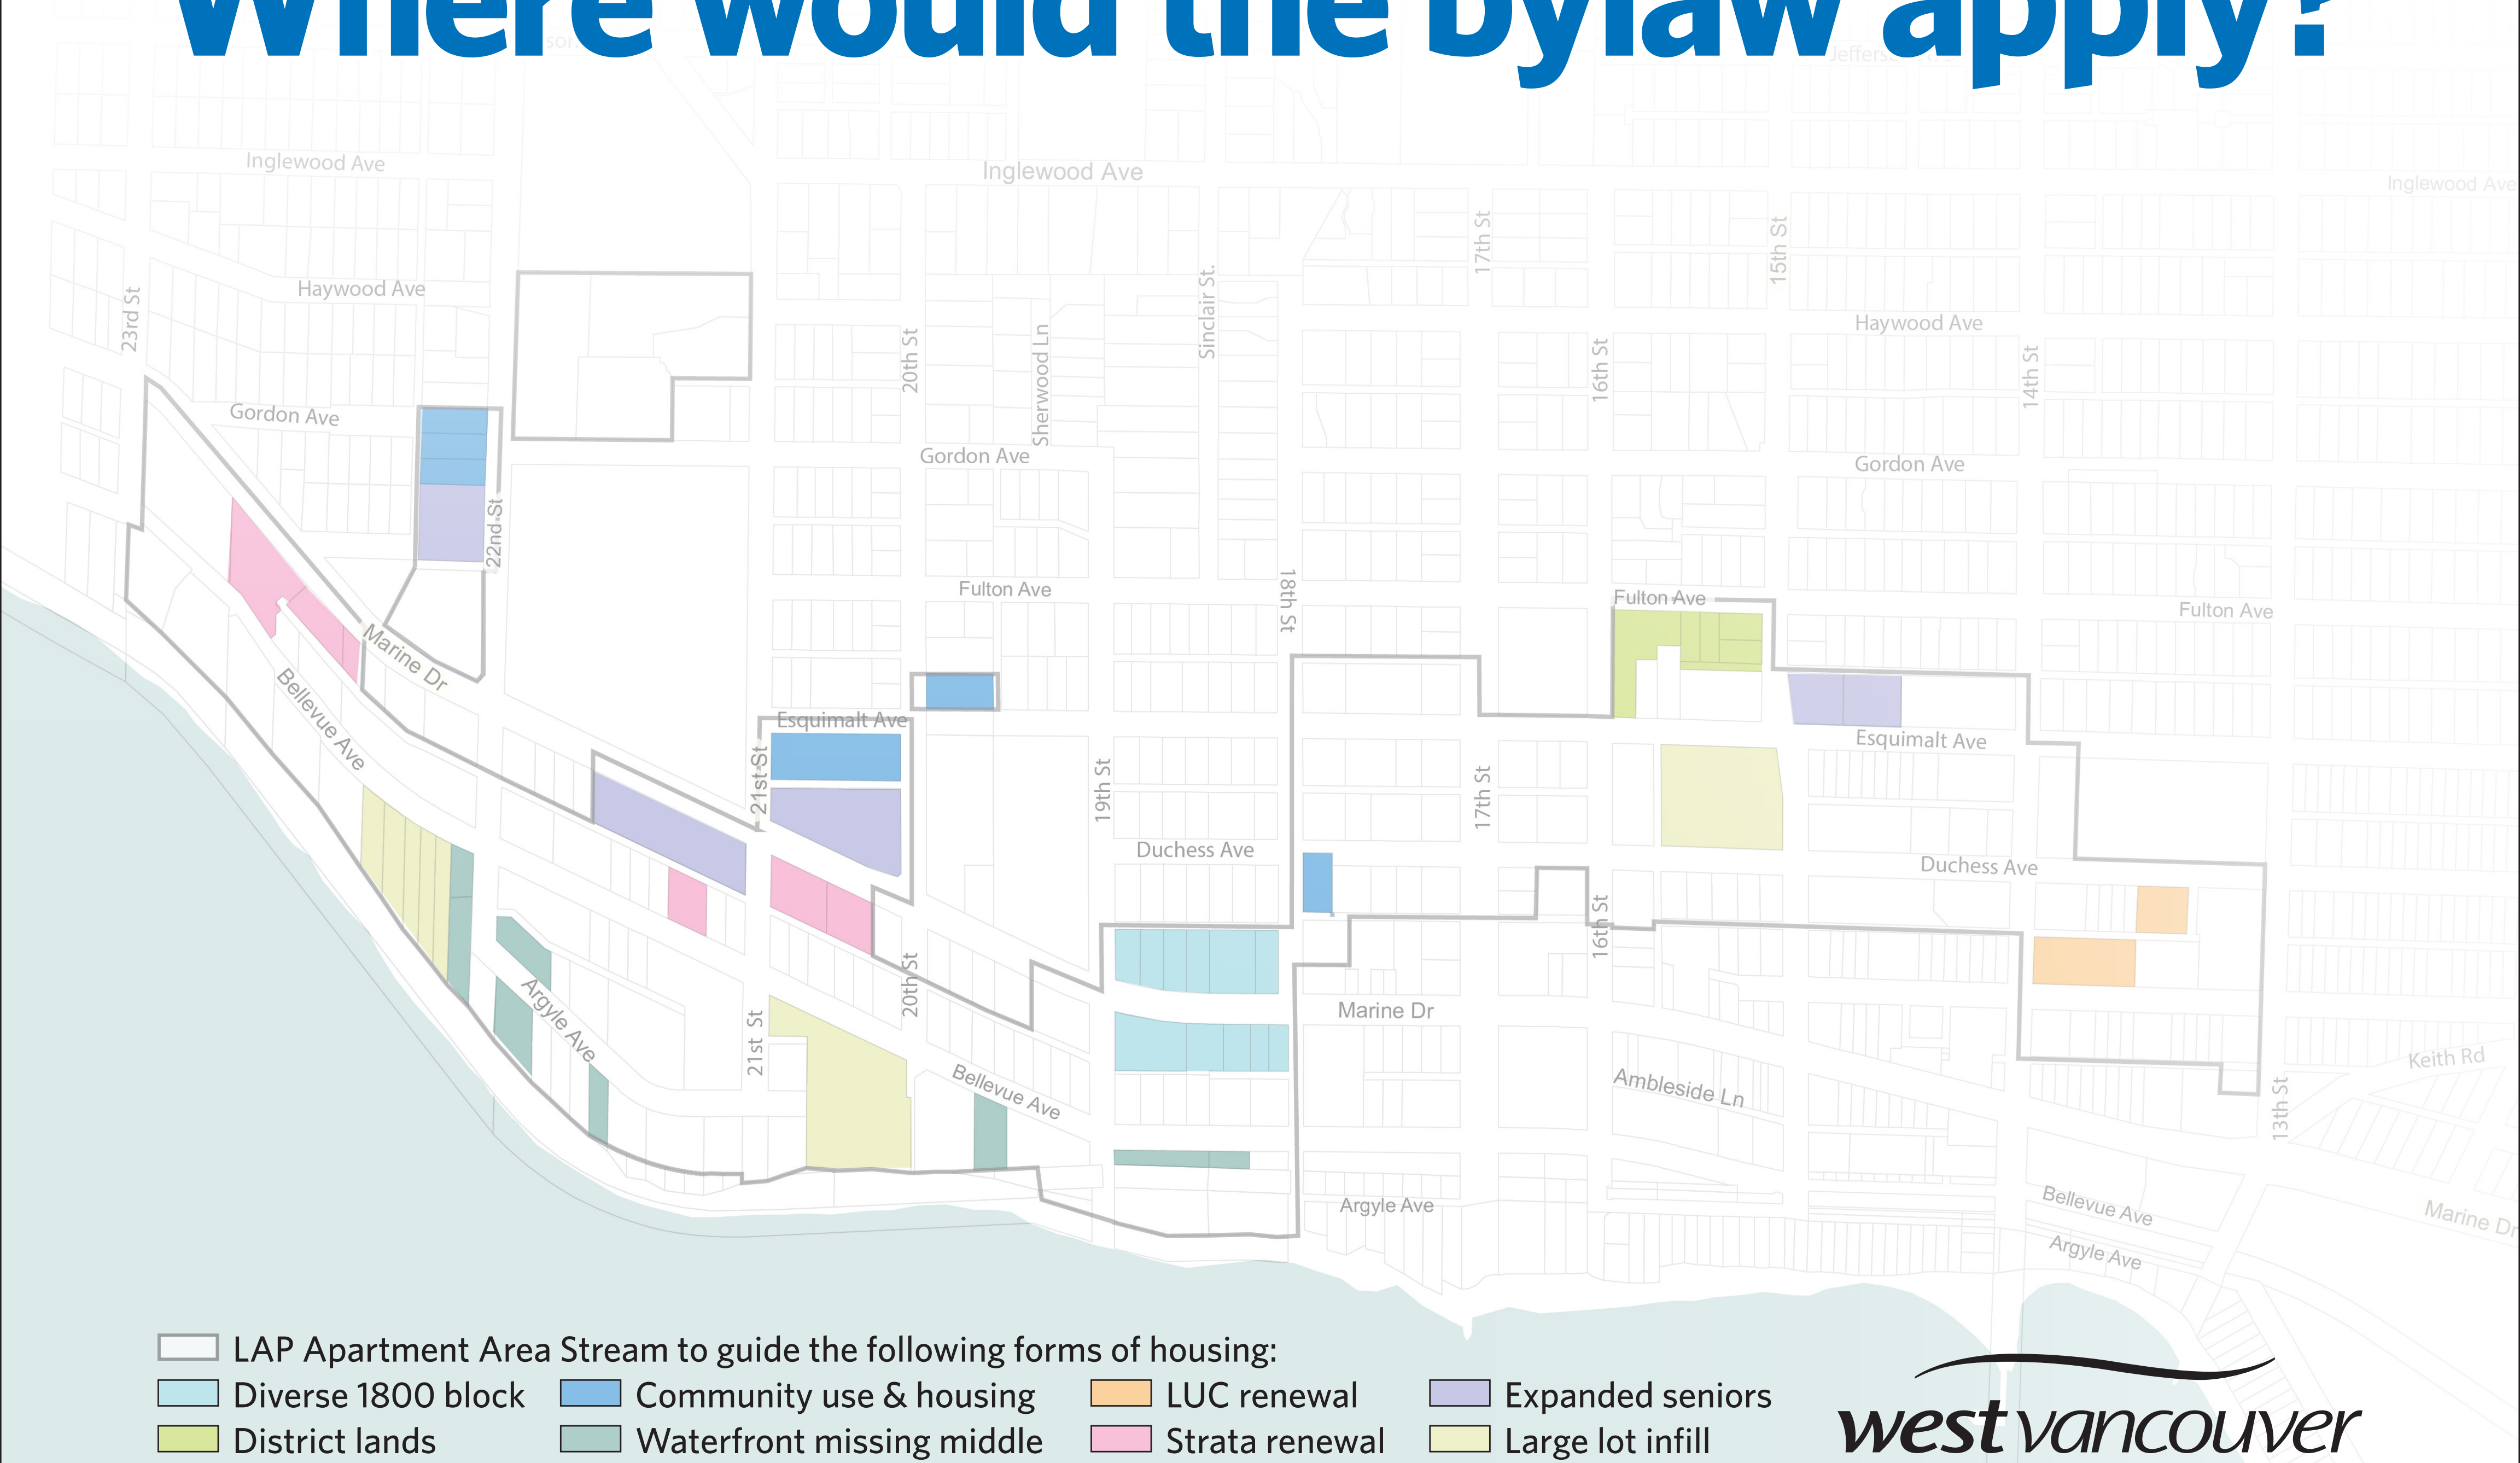 Where would the bylaw apply?
Jefferson
Inglewood Ave
Inglewood Ave
Inglewood Ave
17th St
15th St
Haywood Ave
23rd St
Sinclair St.
Haywood Ave
20th St
Sherwood Ln
16th St
14th St
Gordon Ave
Gordon Ave
Gordon Ave
22nd St
Fulton Ave
18th St
Fulton Ave
Fulton Ave
Marine Dr
Bellevue Ave
Esquimalt Ave
Esquimalt Ave
21st St
19th St
17th St
Duchess Ave
Duchess Ave
16th St
20th St
Argyle Ave
Marine Dr
21st St
Bellevue Ave
Ambleside Ln
Keith Rd
13th St
Argyle Ave
Bellevue Ave
Marine Dr
Argyle Ave
LAP Apartment Area Stream to guide the following forms of housing:
Diverse 1800 block Community use & housing LUC renewal Expanded seniors
District lands Waterfront missing middle Strata renewal Large lot infill
west vancouver